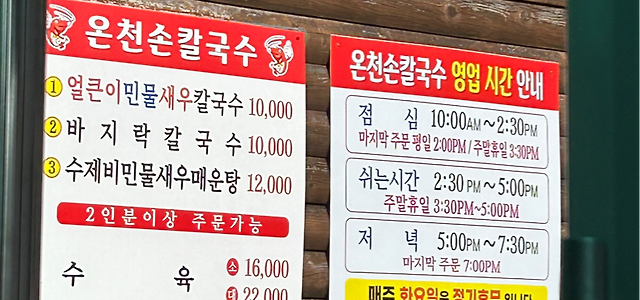 온천손칼국수
① 얼큰이민물새우칼국수 10,000
② 바지락칼국수 10,000
③ 수제비민물새우매운탕 12,000
2인분이상 주문가능
수 육 소 16,000
대 22,000
온천손칼국수 영업 시간 안내
점 심 10:00AM~2:30PM
마지막 주문 평일 2:00PM / 주말휴일 3:30PM
쉬는시간 2:30 PM~5:00PM
주말휴일 3:30PM~5:00PM
저 녁 5:00PM~7:30PM
마지막 주문 7:00PM
매주 화요일은 정기휴무 입니다